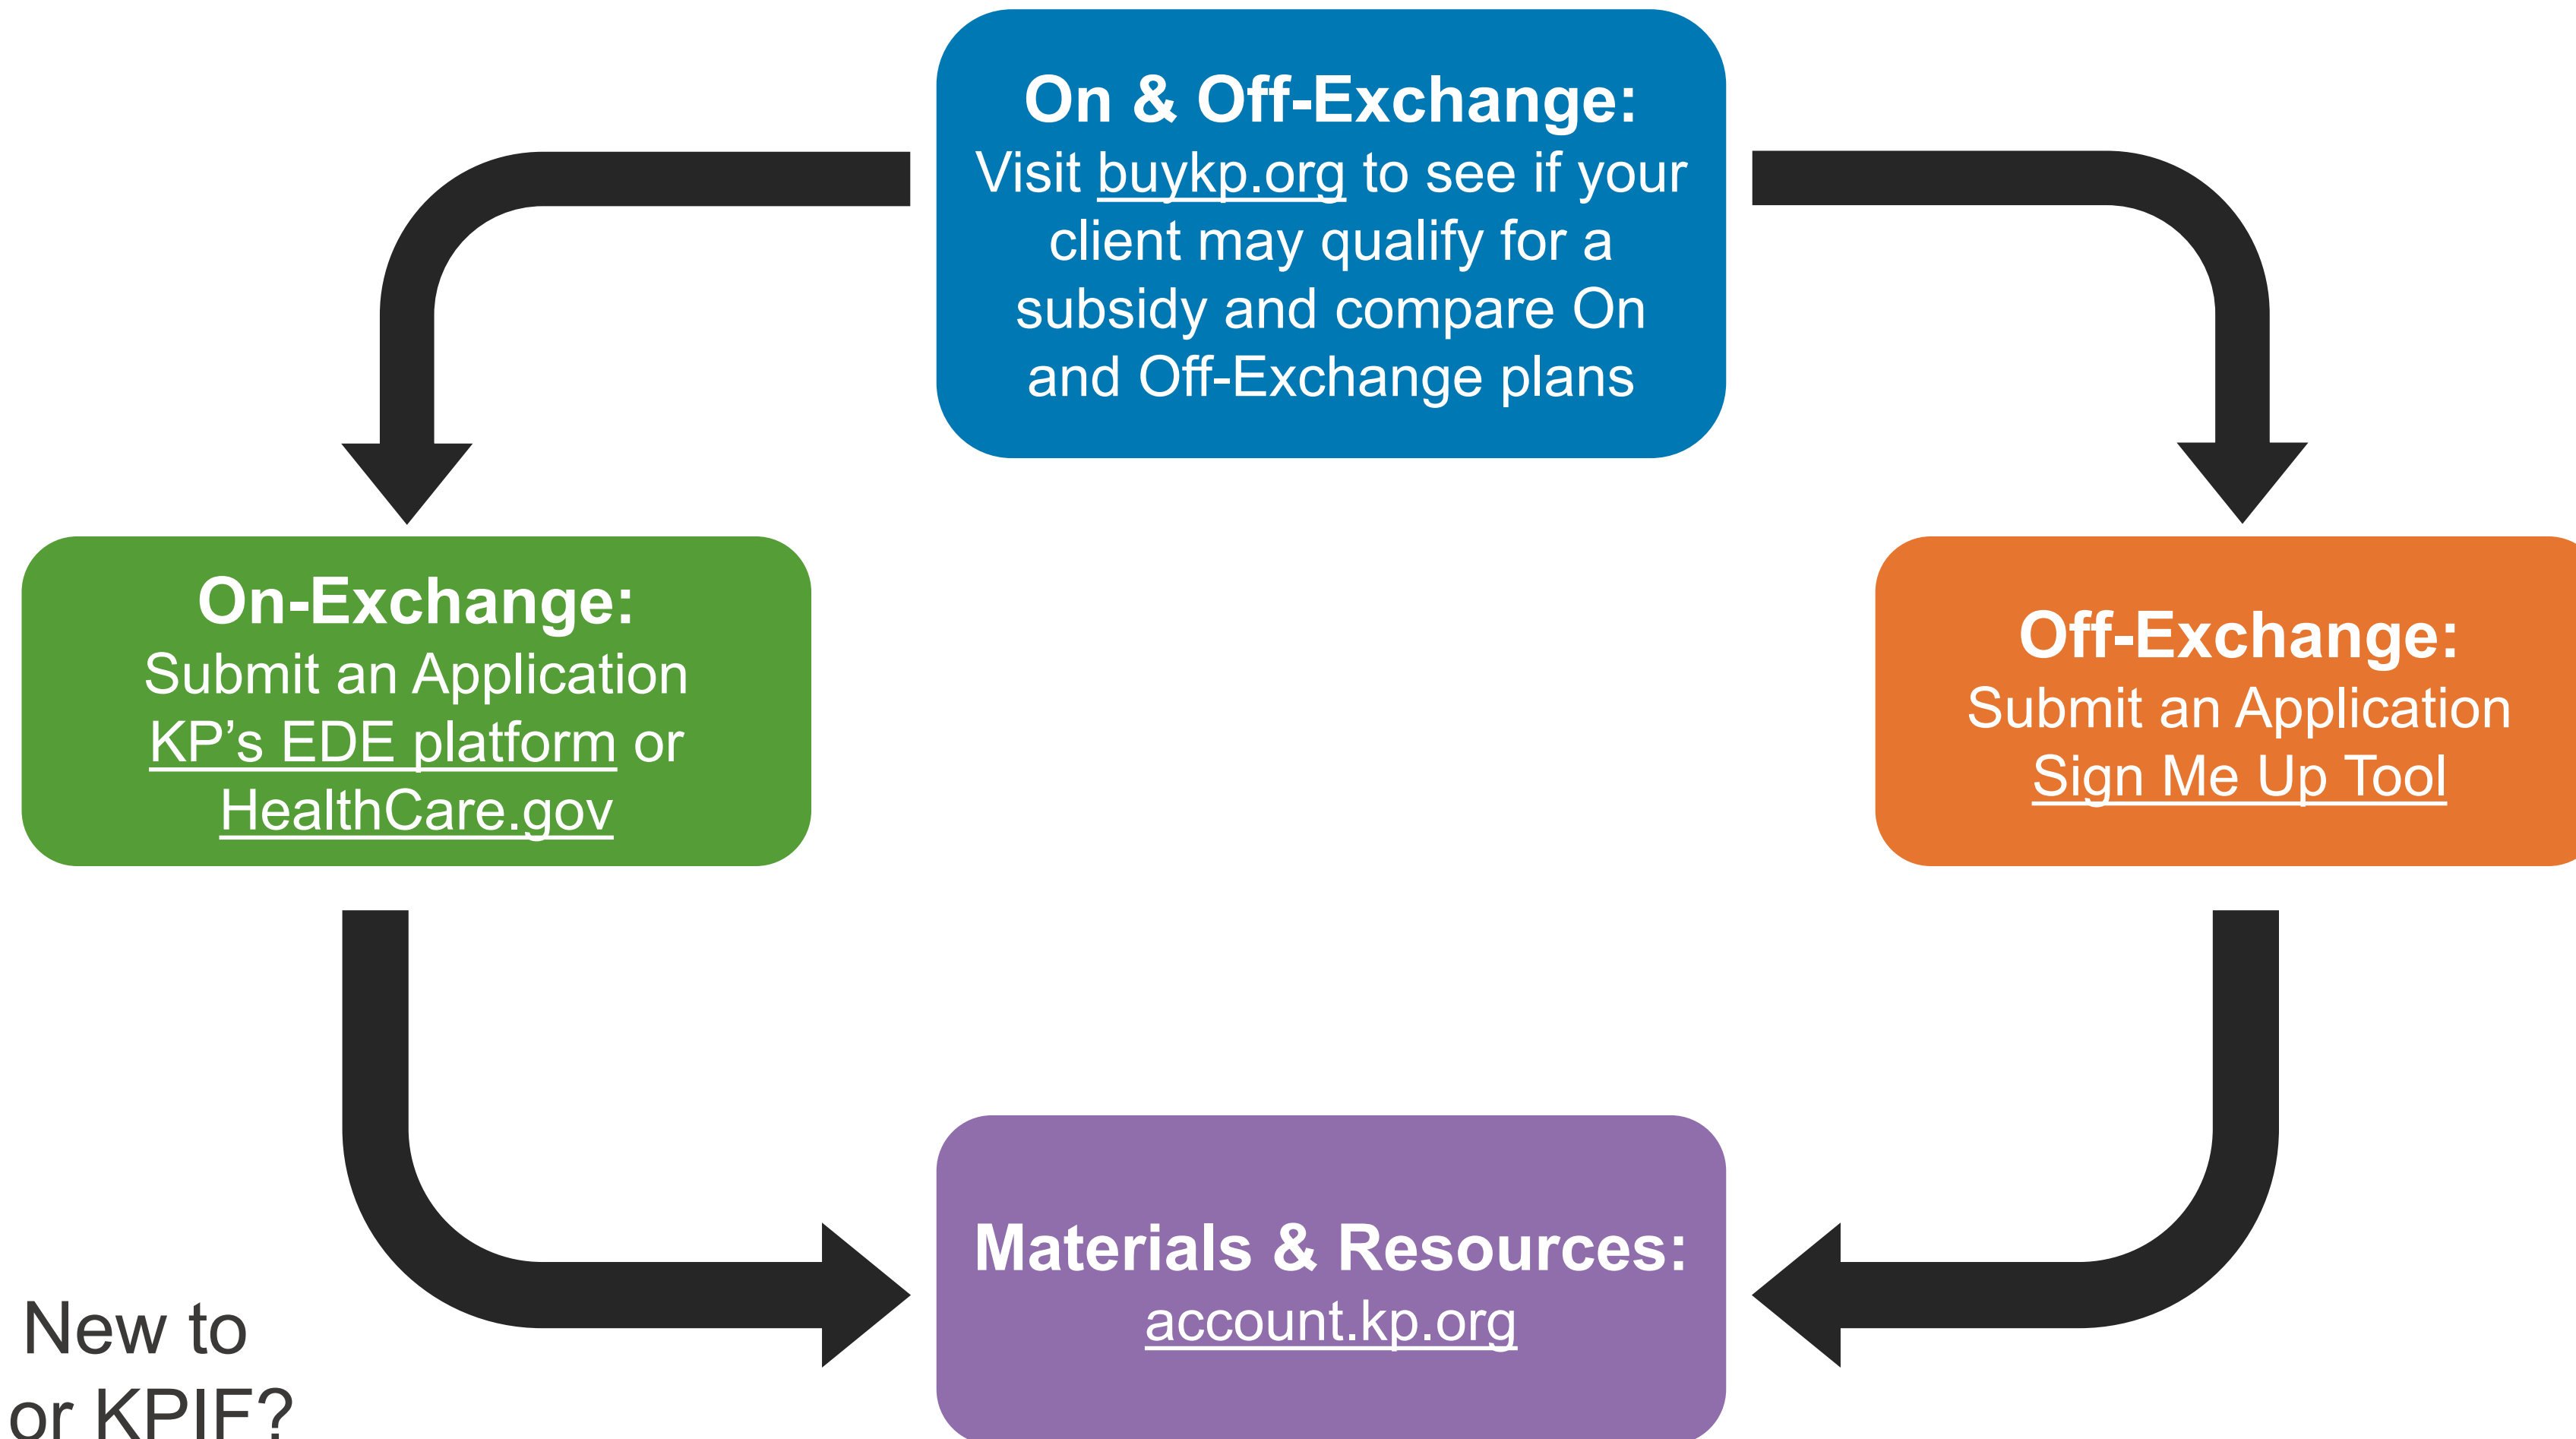 On & Off-Exchange:
Visit buykp.org to see if your
client may qualify for a
subsidy and compare On
and Off-Exchange plans
On-Exchange:
Submit an Application
KP’s EDE platform or
HealthCare.gov
Off-Exchange:
Submit an Application
Sign Me Up Tool
Materials & Resources:
account.kp.org
New to
or KPIF?